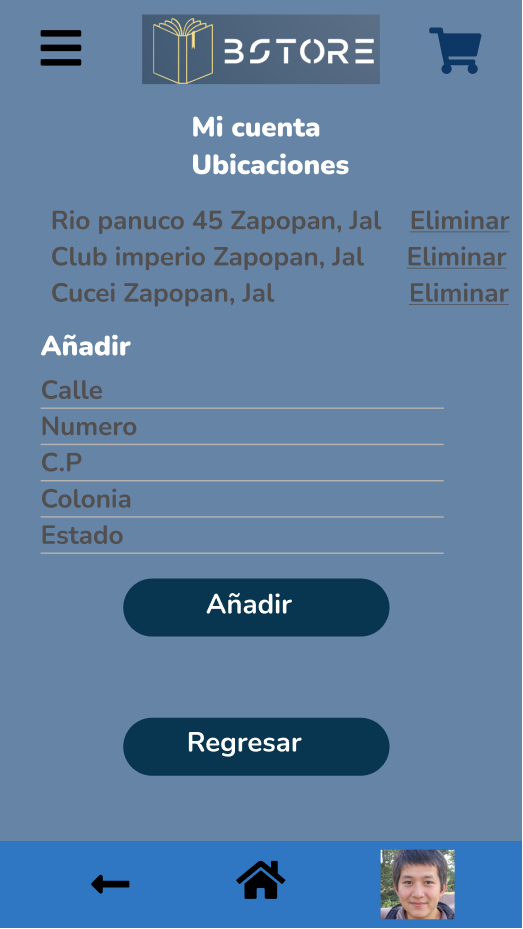 BSTORE
Mi cuenta
Ubicaciones
Rio panuco 45 Zapopan, Jal Eliminar
Club imperio Zapopan, Jal Eliminar
Cucei Zapopan, Jal Eliminar
Añadir
Calle
Numero
C.P
Colonia
Estado
Añadir
Regresar